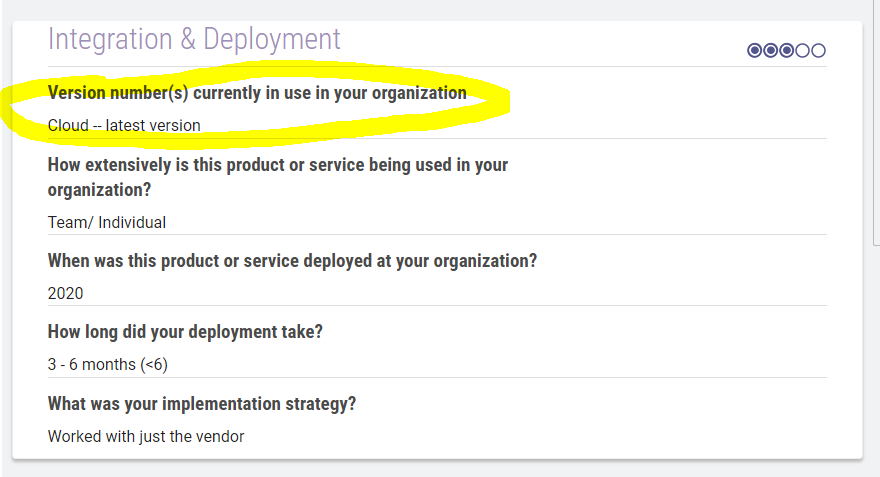 Integration & Deployment
Version number(s) currently in use in your organization
Cloud -- latest version
How extensively is this product or service being used in your
organization?
Team/ Individual
When was this product or service deployed at your organization?
2020
How long did your deployment take?
3 - 6 months (<6)
What was your implementation strategy?
Worked with just the vendor